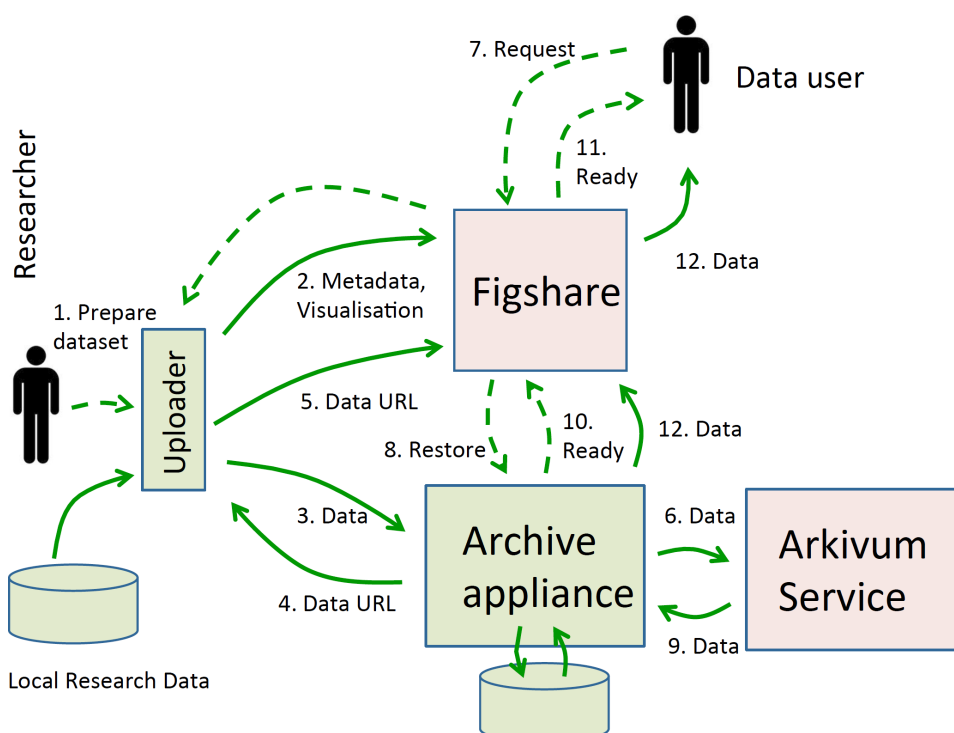 7. Request
Data user
11.
Ready
Researcher
12. Data
2. Metadata,
Visualisation
Figshare
1. Prepare
dataset
Uploader
5. Data URL
10.
Ready
8. Restore
12. Data
3. Data
6. Data
Archive
appliance
Arkivum
Service
4. Data URL
9. Data
Local Research Data